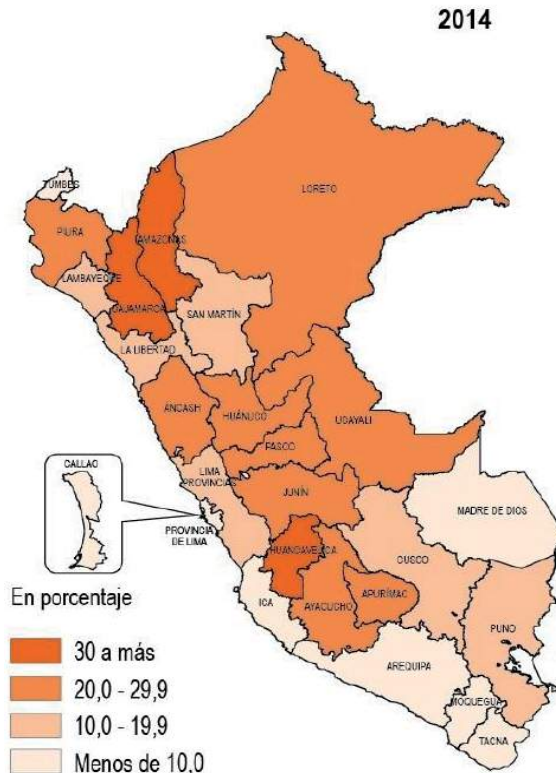 2014
LORETO
TUMBES
PIURA
AMAZONAS
LAMBAYEQUE
CAJAMARCA
SAN MARTÍN
LA LIBERTAD
ÁNCASH
HUÁNUCO
UCAYALI
PASCO
LIMA
PROVINCIAS
CALLAO
JUNÍN
MADRE DE DIOS
PROVINCIA
DE LIMA
HUANCAVELICA
CUSCO
ICA
AYACUCHO
APURÍMAC
PUNO
AREQUIPA
MOQUEGUA
TACNA
En porcentaje
30 a más
20,0 - 29,9
10,0 - 19,9
Menos de 10,0